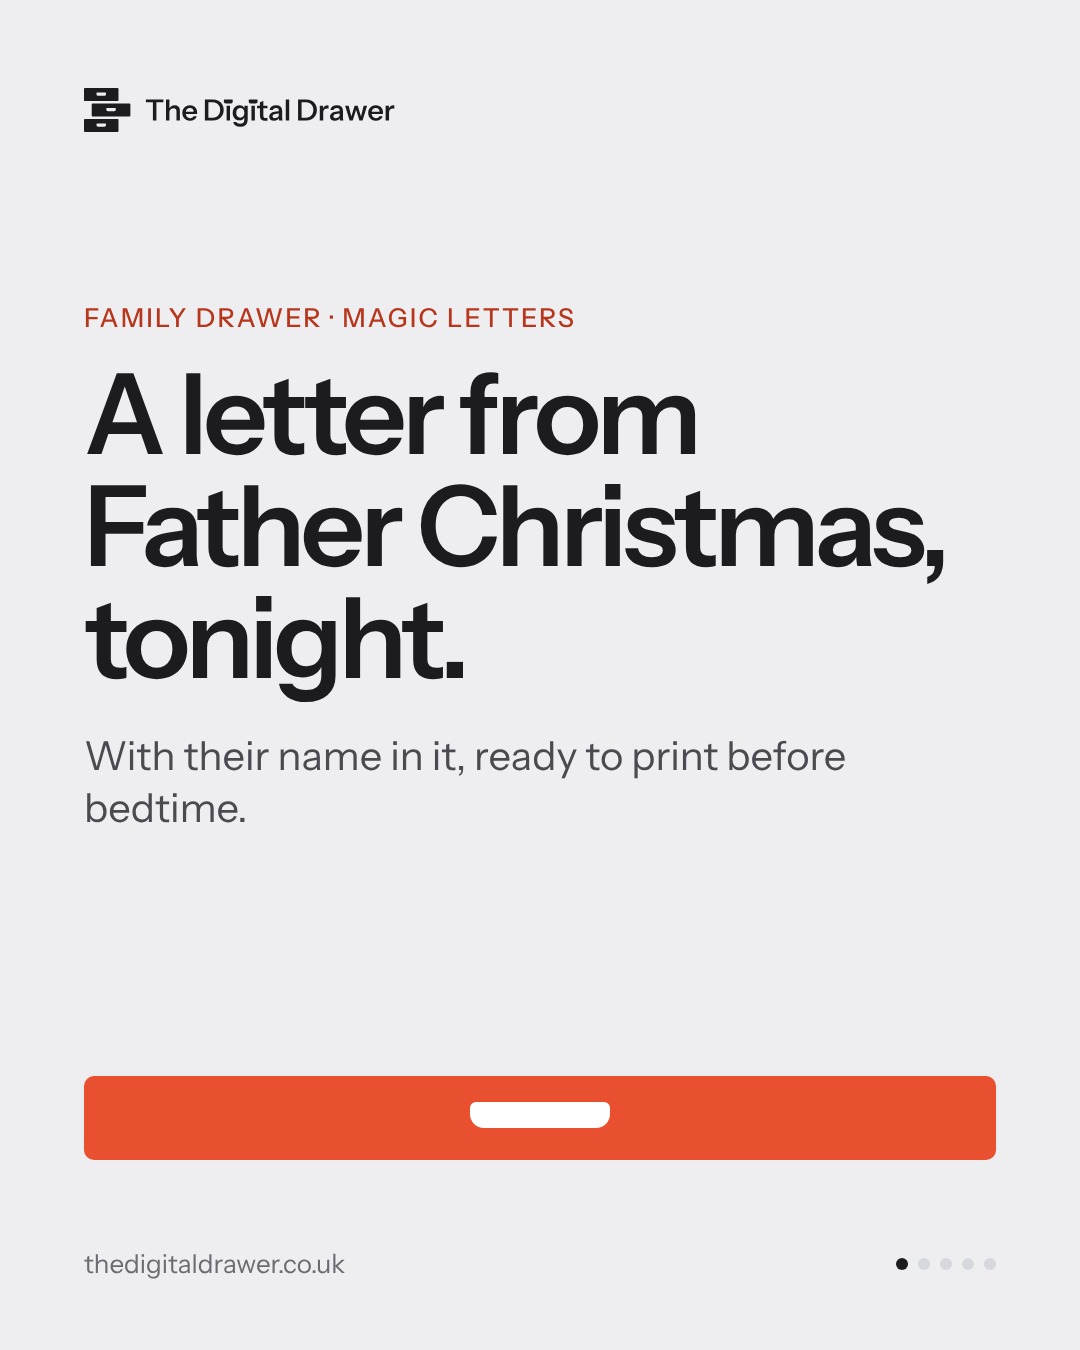 The Digital Drawer
FAMILY DRAWER · MAGIC LETTERS
A letter from
Father Christmas,
tonight.
With their name in it, ready to print before
bedtime.
thedigitaldrawer.co.uk